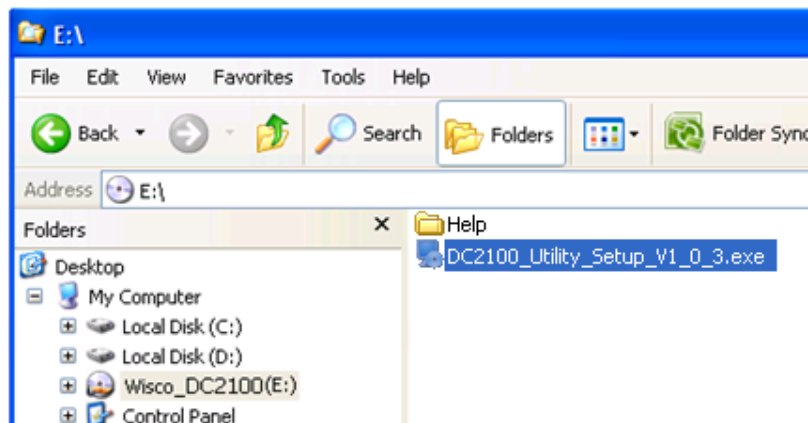 E:\
File Edit View Favorites Tools Help
Back Search Folders Folder Sync
Address E:\
Folders
Help
DC2100_Utility_Setup_V1_0_3.exe
Desktop
My Computer
Local Disk (C:)
Local Disk (D:)
Wisco_DC2100(E:)
Control Panel